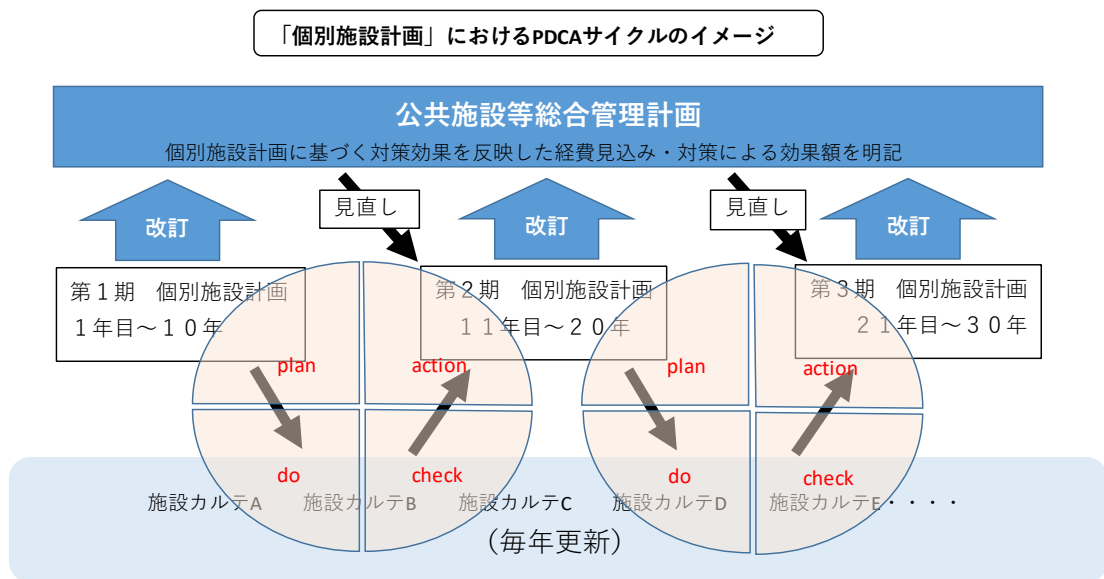 「個別施設計画」におけるPDCAサイクルのイメージ
公共施設等総合管理計画
個別施設計画に基づく対策効果を反映した経費見込み・対策による効果額を明記
改訂
見直し
改訂
見直し
改訂
第１期　個別施設計画
１年目～１０年
第２期　個別施設計画
１１年目～２０年
第３期　個別施設計画
２１年目～３０年
plan
action
plan
action
do
check
do
check
施設カルテA　施設カルテB　施設カルテC　施設カルテD　施設カルテE・・・・
（毎年更新）